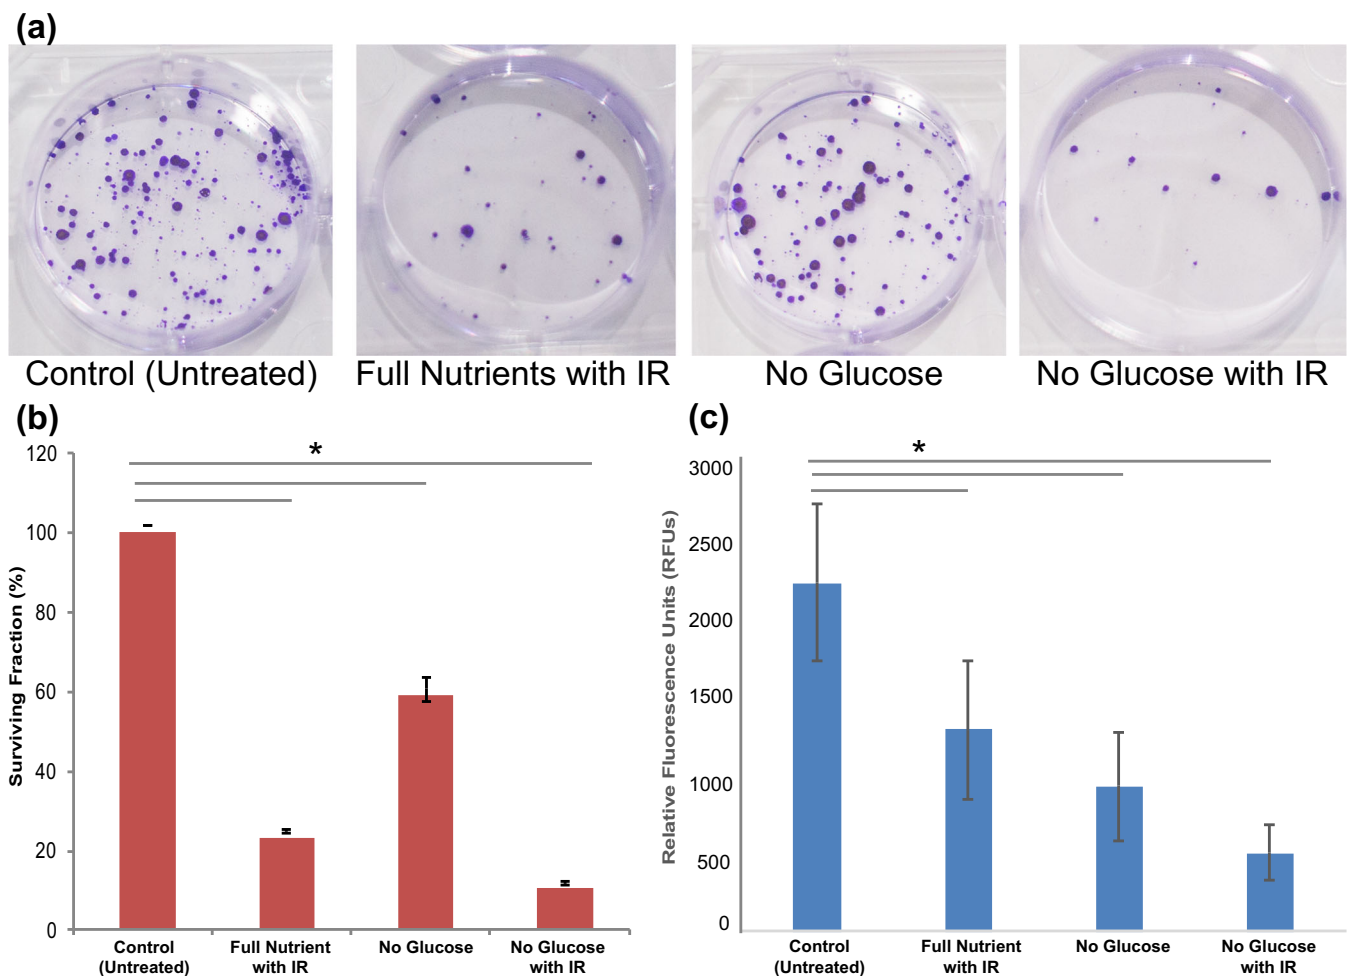 (a)
Control (Untreated)
Full Nutrients with IR
No Glucose
No Glucose with IR
(b)
*
120
100
80
60
40
20
0
Surviving Fraction (%)
Control
(Untreated)
Full Nutrient
with IR
No Glucose
No Glucose
with IR
(c)
*
3000
2500
2000
1500
1000
500
0
Relative Fluorescence Units (RFUs)
Control
(Untreated)
Full Nutrient
with IR
No Glucose
No Glucose
with IR